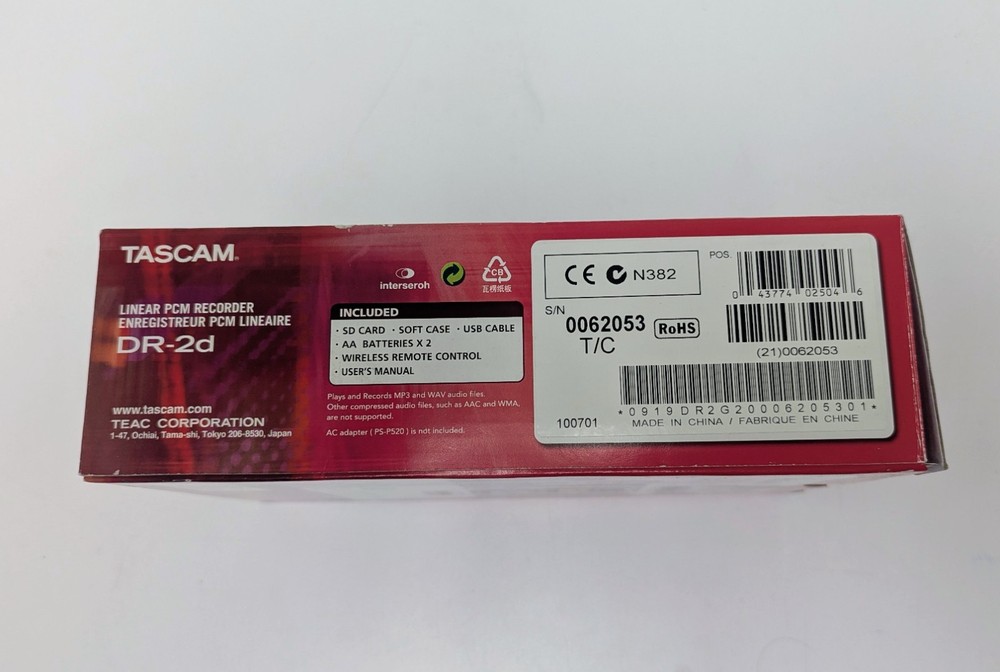 TASCAM
LINEAR PCM RECORDER
ENREGISTREUR PCM LINEAIRE
DR-2d
www.tascam.com
TEAC CORPORATION
1-47, Ochiai, Tama-shi, Tokyo 206-8530, Japan
interseroh
CB
瓦楞纸板
INCLUDED
· SD CARD · SOFT CASE · USB CABLE
· AA BATTERIES X 2
· WIRELESS REMOTE CONTROL
· USER'S MANUAL
Plays and Records MP3 and WAV audio files.
Other compressed audio files, such as AAC and WMA,
are not supported.
AC adapter ( PS-P520 ) is not included.
CE N382
POS.
0 43774 02504 6
S/N
0062053 RoHS
T/C
(21)0062053
*0919DR2G20006205301*
100701
MADE IN CHINA / FABRIQUE EN CHINE